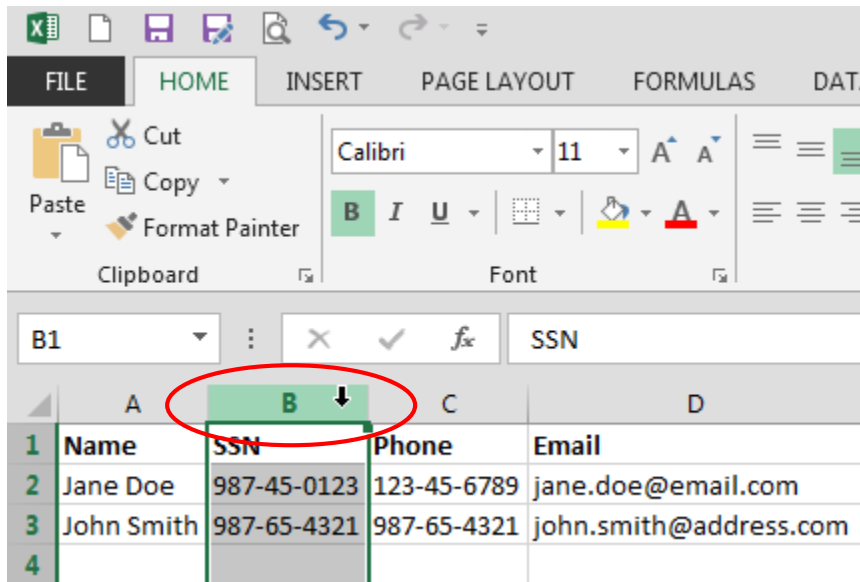 FILE HOME INSERT PAGE LAYOUT FORMULAS DAT
Cut
Copy
Paste
Format Painter
Calibri 11 A A
B I U A
Clipboard Font
B1 fx SSN
A B C D
1 Name SSN Phone Email
2 Jane Doe 987-45-0123 123-45-6789 jane.doe@email.com
3 John Smith 987-65-4321 987-65-4321 john.smith@address.com
4